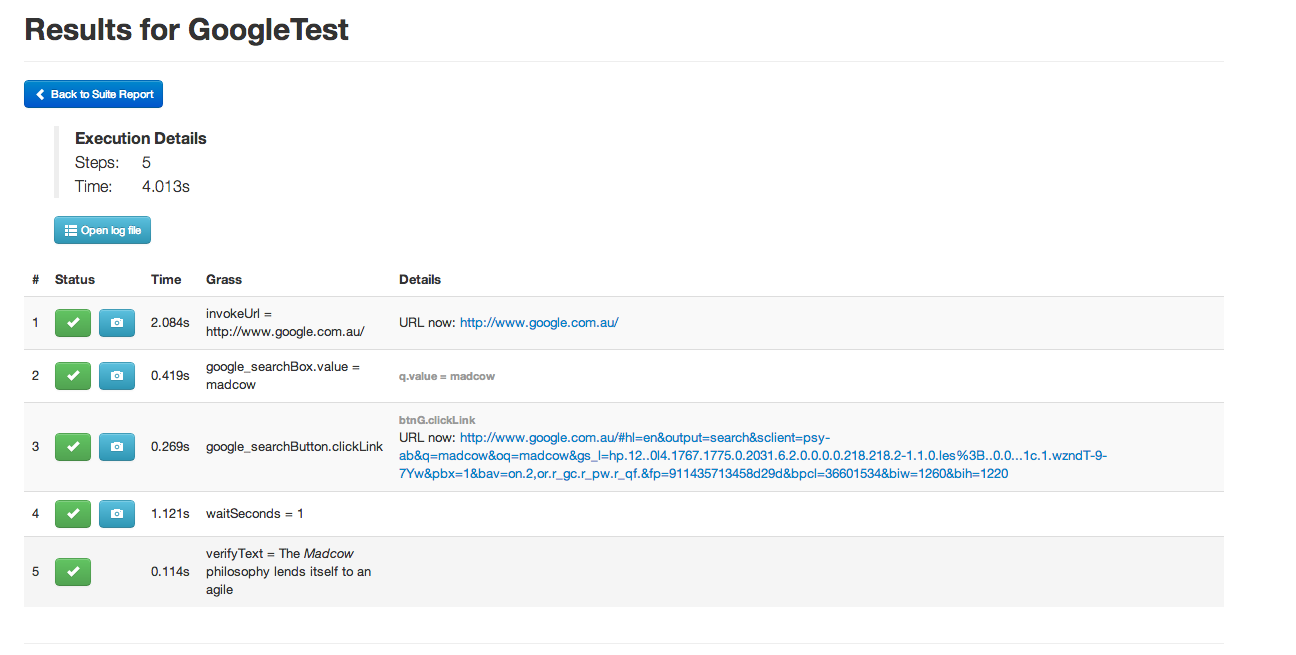 Results for GoogleTest
Back to Suite Report
Execution Details
Steps: 5
Time: 4.013s
Open log file
# Status Time Grass Details
1 2.084s invokeUrl = http://www.google.com.au/ URL now: http://www.google.com.au/
2 0.419s google_searchBox.value = madcow q.value = madcow
3 0.269s google_searchButton.clickLink btnG.clickLink
URL now: http://www.google.com.au/#hl=en&output=search&sclient=psy-
ab&q=madcow&oq=madcow&gs_l=hp.12..0l4.1767.1775.0.2031.6.2.0.0.0.0.218.218.2-1.1.0.les%3B..0.0...1c.1.wzndT-9-
7Yw&pbx=1&bav=on.2,or.r_gc.r_pw.r_qf.&fp=911435713458d29d&bpcl=36601534&biw=1260&bih=1220
4 1.121s waitSeconds = 1
5 0.114s verifyText = The Madcow
philosophy lends itself to an
agile